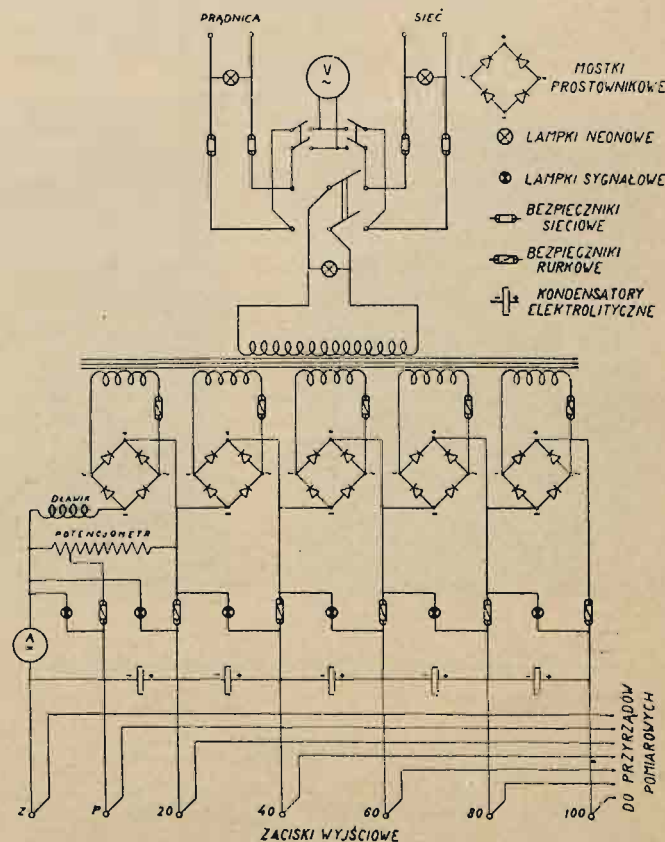 PRĄDNICA
SIEĆ
V
~
MOSTKI
PROSTOWNIKOWE
LAMPKI NEONOWE
LAMPKI SYGNAŁOWE
BEZPIECZNIKI
SIECIOWE
BEZPIECZNIKI
RURKOWE
KONDENSATORY
ELEKTROLITYCZNE
DŁAWIK
POTENCJOMETR
A
=
DO PRZYRZĄDÓW
POMIAROWYCH
Z
P
20
40
60
80
100
ZACISKI WYJŚCIOWE